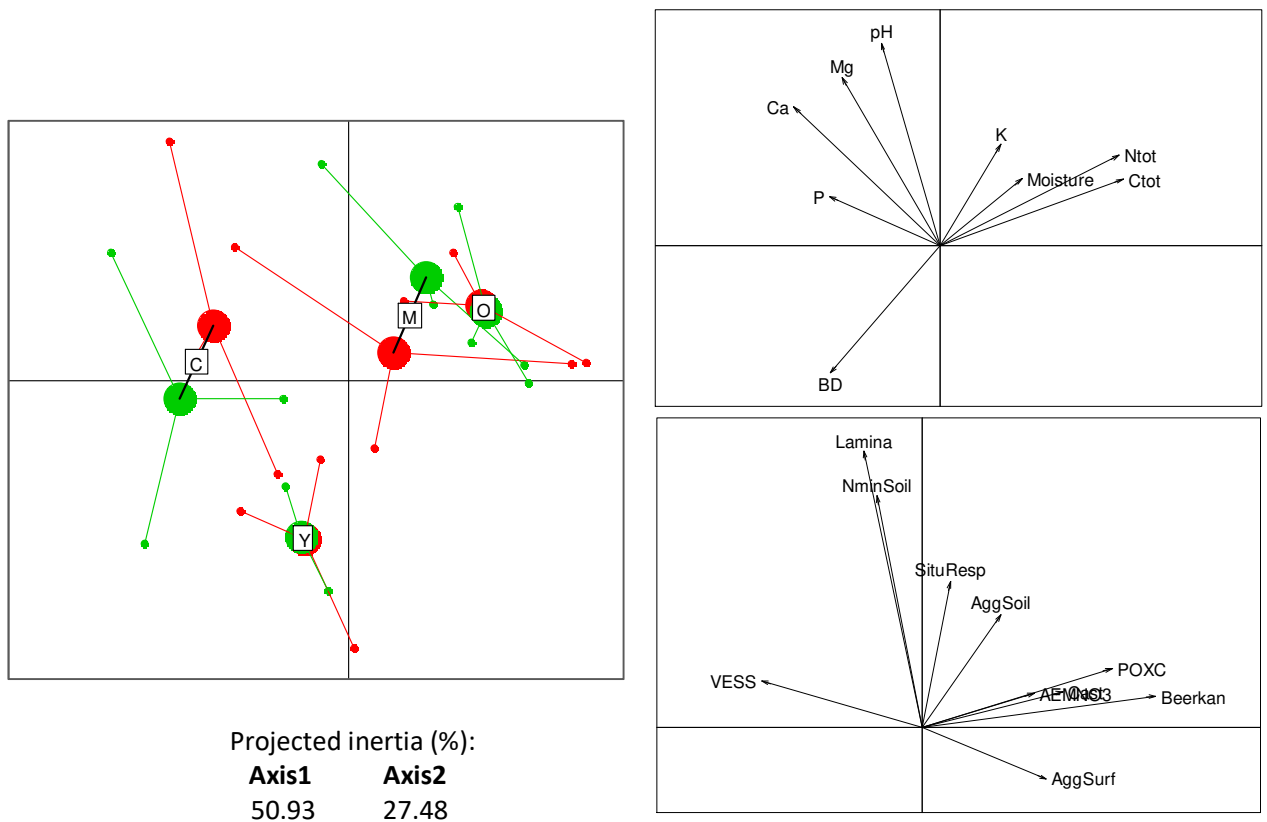 C
M
O
Y
Projected inertia (%):
Axis1 Axis2
50.93 27.48
pH
Mg
Ca
K
Ntot
P
Moisture
Ctot
BD
Lamina
NminSoil
SituResp
AggSoil
VESS
POXC
AEMNO3
Beerkan
AggSurf